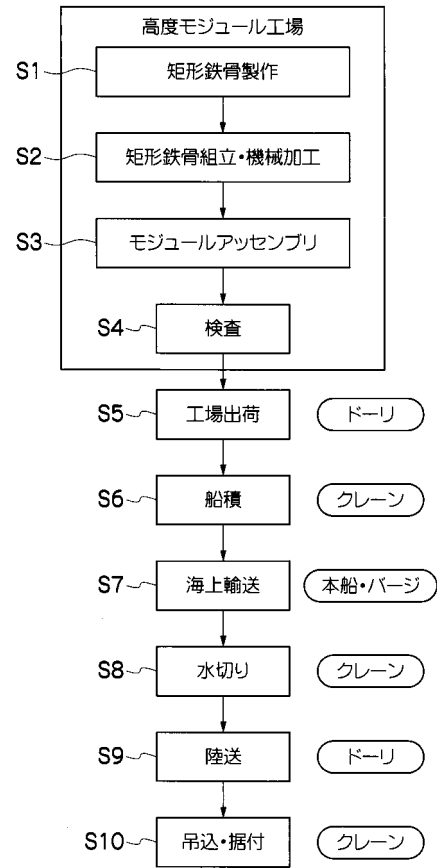 高度モジュール工場
S1 矩形鉄骨製作
S2 矩形鉄骨組立・機械加工
S3 モジュールアッセンブリ
S4 検査
S5 工場出荷 ドーリ
S6 船積 クレーン
S7 海上輸送 本船・バージ
S8 水切り クレーン
S9 陸送 ドーリ
S10 吊込・据付 クレーン